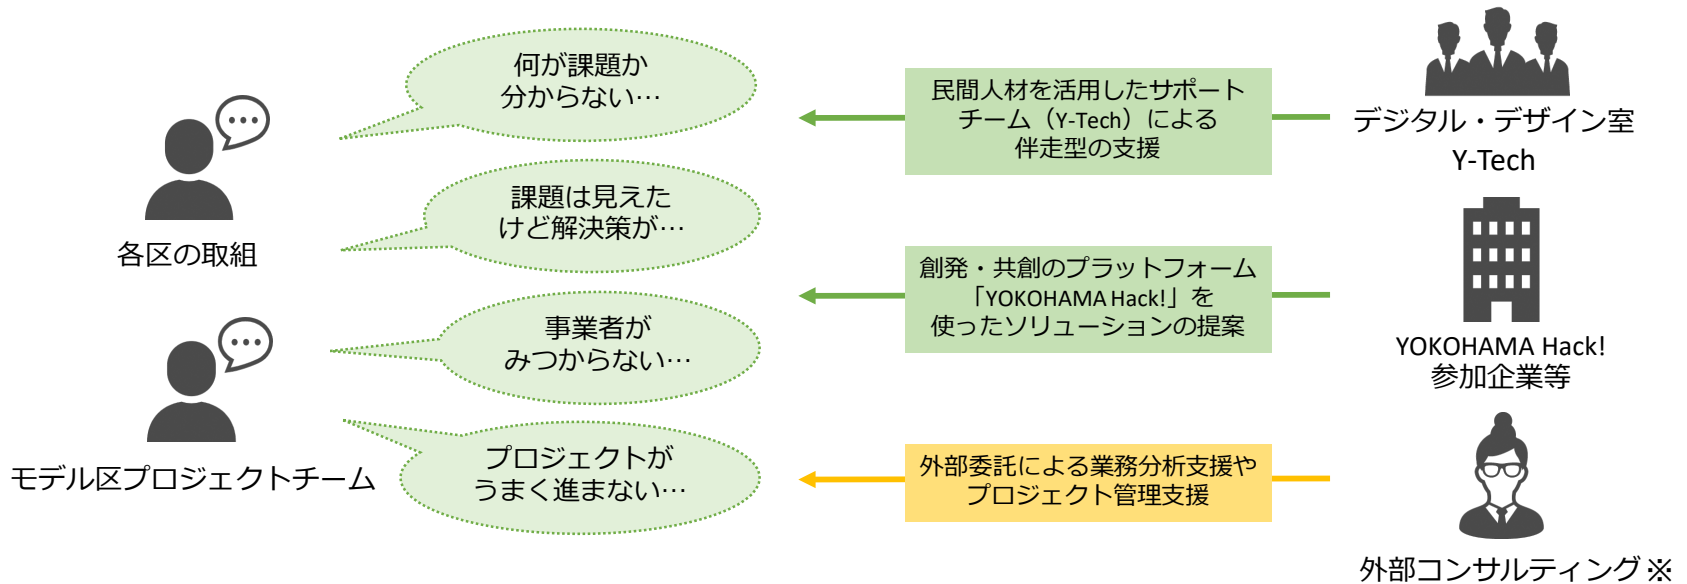 何が課題か
分からない…
課題は見えた
けど解決策が…
各区の取組
事業者が
みつからない…
プロジェクトが
うまく進まない…
モデル区プロジェクトチーム
民間人材を活用したサポート
チーム（Y-Tech）による
伴走型の支援
創発・共創のプラットフォーム
「YOKOHAMA Hack!」を
使ったソリューションの提案
外部委託による業務分析支援や
プロジェクト管理支援
デジタル・デザイン室
Y-Tech
YOKOHAMA Hack!
参加企業等
外部コンサルティング※